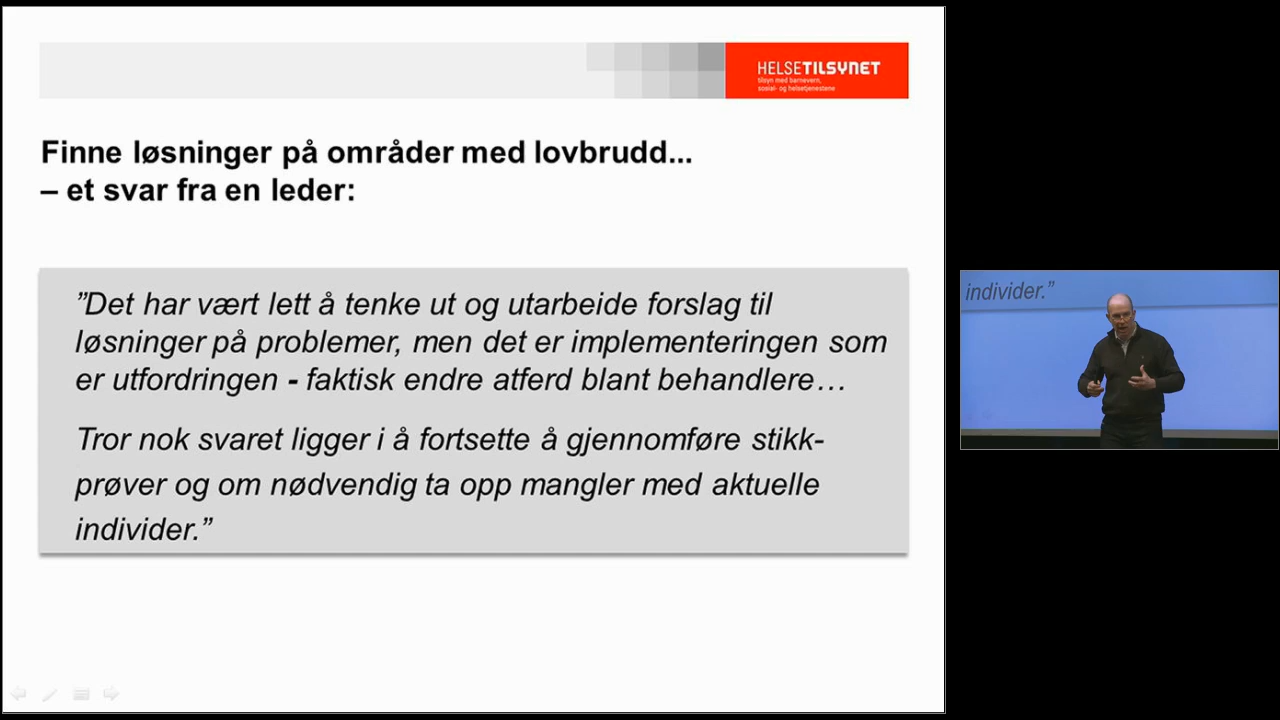 HELSETILSYNET
tilsyn med barnevern,
sosial- og helsetjenestene
Finne løsninger på områder med lovbrudd...
– et svar fra en leder:
”Det har vært lett å tenke ut og utarbeide forslag til
løsninger på problemer, men det er implementeringen som
er utfordringen - faktisk endre atferd blant behandlere…
Tror nok svaret ligger i å fortsette å gjennomføre stikk-
prøver og om nødvendig ta opp mangler med aktuelle
individer.”
individer.”